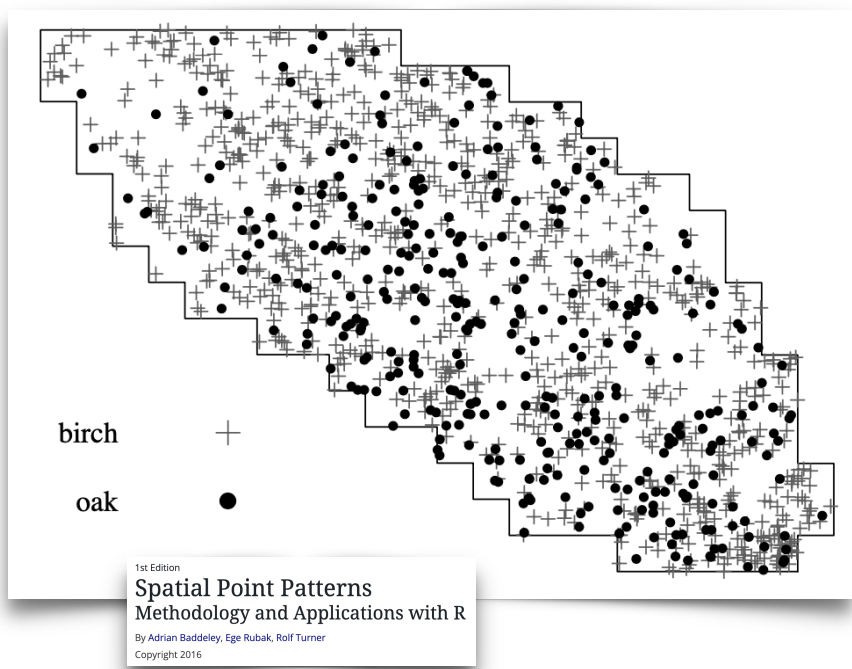 birch
oak
1st Edition
Spatial Point Patterns
Methodology and Applications with R
By Adrian Baddeley, Ege Rubak, Rolf Turner
Copyright 2016